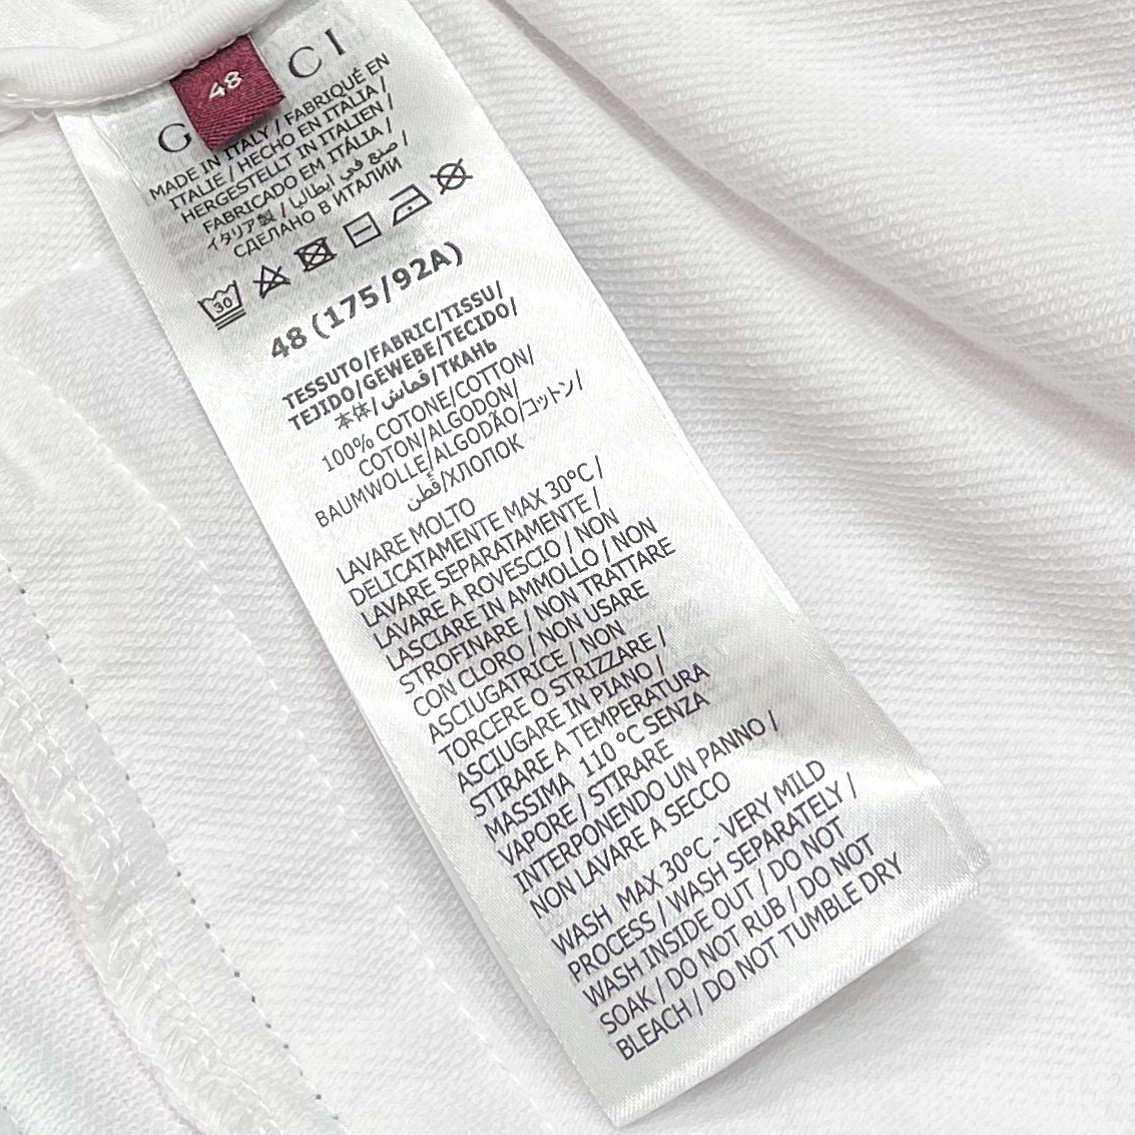 48
G CI
MADE IN ITALY / FABRIQUÉ EN
ITALIE / HECHO EN ITALIA /
HERGESTELLT IN ITALIEN /
FABRICADO EM ITÁLIA /
イタリア製 / صنع في ايطاليا /
СДЕЛАНО В ИТАЛИИ
30
48 (175/92A)
TESSUTO/FABRIC/TISSU/
TEJIDO/GEWEBE/TECIDO/
本体/قماش/ТКАНЬ
100% COTONE/COTTON/
COTON/ALGODON/
BAUMWOLLE/ALGODÃO/コットン/
قُطن/ХЛОПОК
LAVARE MOLTO
DELICATAMENTE MAX 30°C /
LAVARE SEPARATAMENTE /
LAVARE A ROVESCIO / NON
LASCIARE IN AMMOLLO / NON
STROFINARE / NON TRATTARE
CON CLORO / NON USARE
ASCIUGATRICE / NON
TORCERE O STRIZZARE /
ASCIUGARE IN PIANO /
STIRARE A TEMPERATURA
MASSIMA 110 °C SENZA
VAPORE / STIRARE
INTERPONENDO UN PANNO /
NON LAVARE A SECCO
WASH MAX 30°C - VERY MILD
PROCESS / WASH SEPARATELY /
WASH INSIDE OUT / DO NOT
SOAK / DO NOT RUB / DO NOT
BLEACH / DO NOT TUMBLE DRY